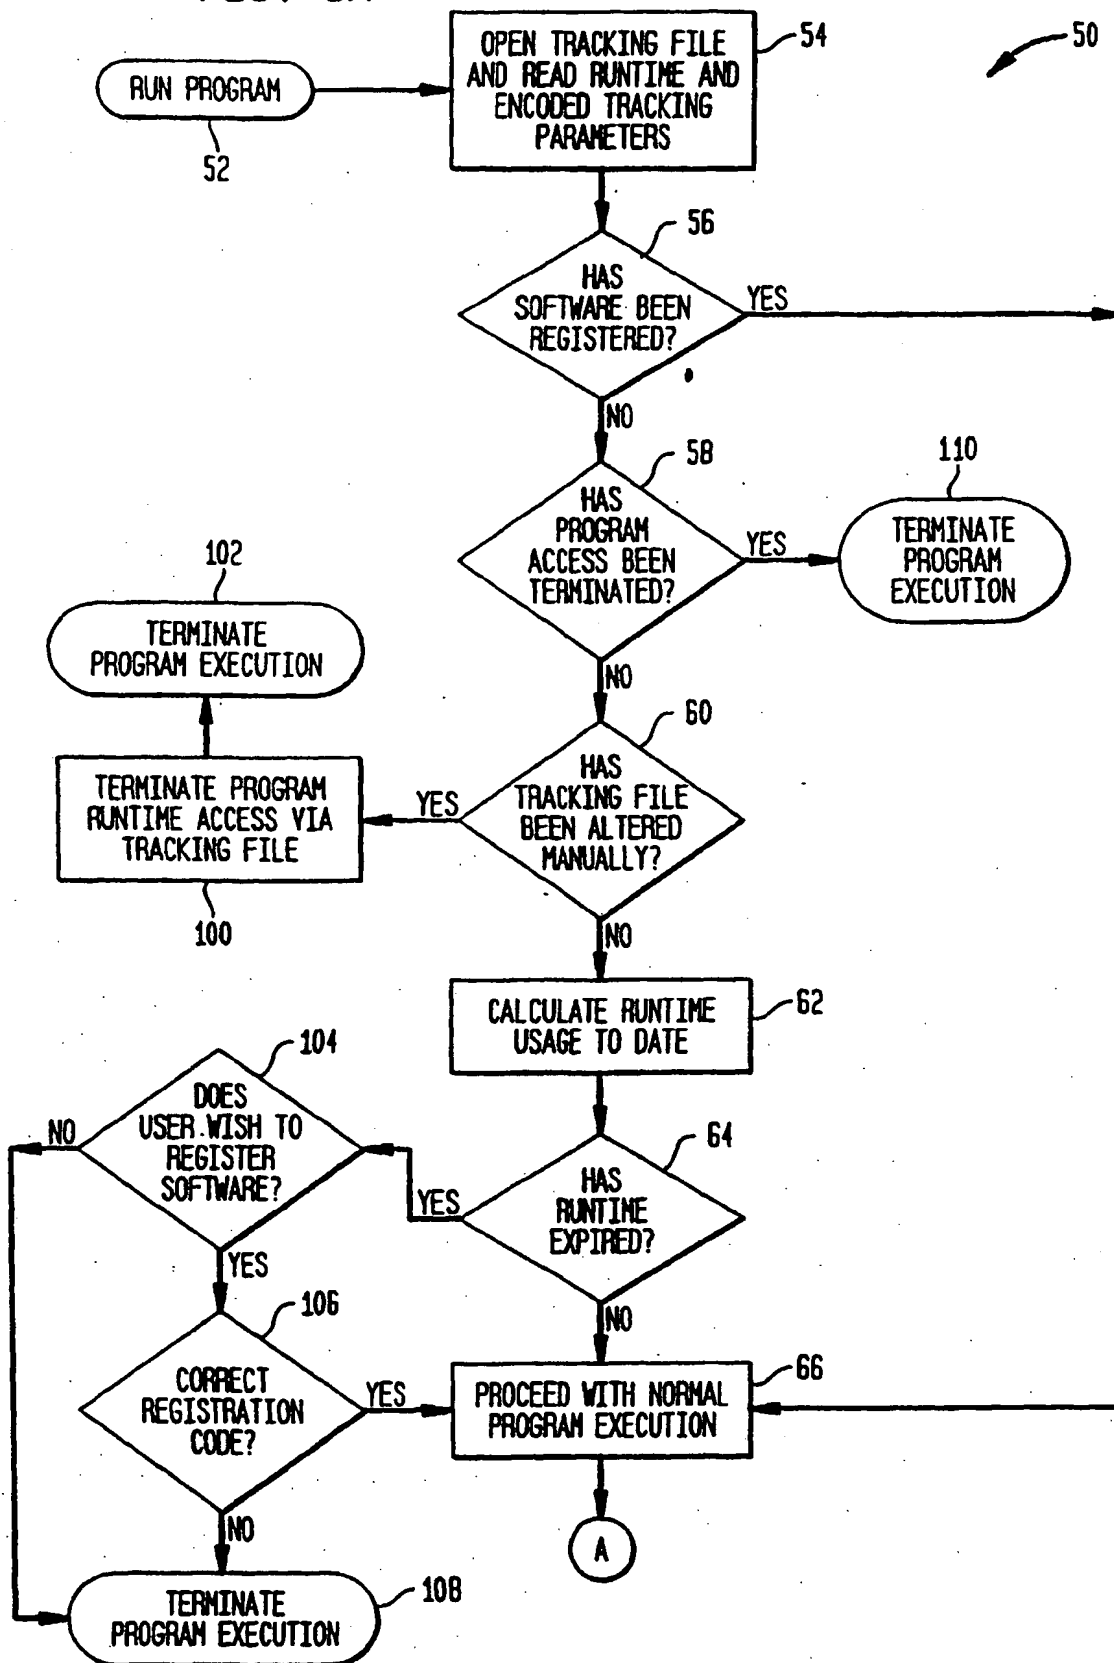 OPEN TRACKING FILE
AND READ RUNTIME AND
ENCODED TRACKING
PARAMETERS
54
50
RUN PROGRAM
52
56
HAS
SOFTWARE BEEN
REGISTERED?
YES
NO
58
HAS
PROGRAM
ACCESS BEEN
TERMINATED?
YES
110
TERMINATE
PROGRAM
EXECUTION
NO
102
TERMINATE
PROGRAM EXECUTION
60
HAS
TRACKING FILE
BEEN ALTERED
MANUALLY?
YES
TERMINATE PROGRAM
RUNTIME ACCESS VIA
TRACKING FILE
100
NO
CALCULATE RUNTIME
USAGE TO DATE
62
104
DOES
USER WISH TO
REGISTER
SOFTWARE?
NO
64
HAS
RUNTIME
EXPIRED?
YES
YES
NO
106
CORRECT
REGISTRATION
CODE?
YES
66
PROCEED WITH NORMAL
PROGRAM EXECUTION
NO
A
TERMINATE
PROGRAM EXECUTION
108